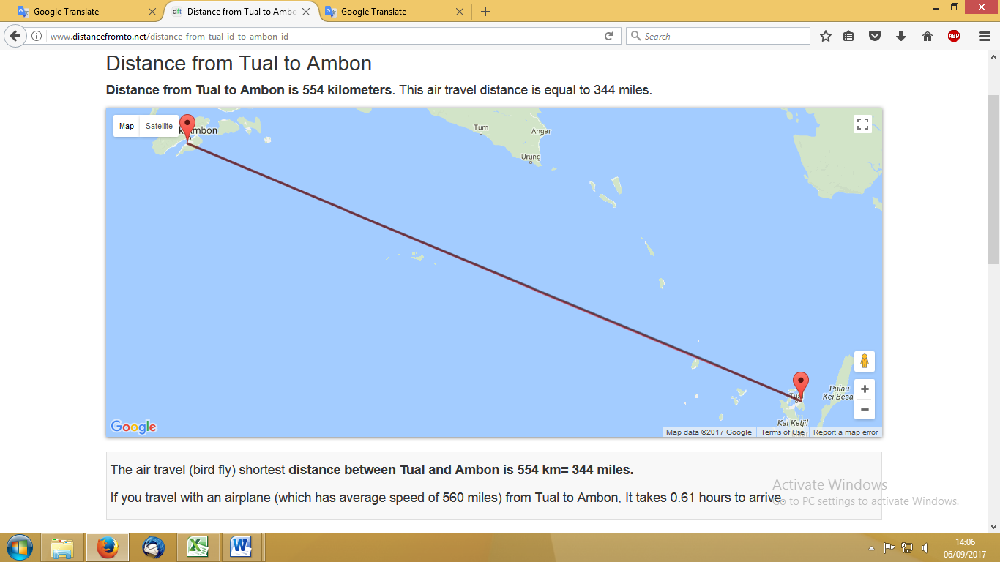 Google Translate
Distance from Tual to Ambo
Google Translate
www.distancefromto.net/distance-from-tual-id-to-ambon-id
Search
ABP
Distance from Tual to Ambon
Distance from Tual to Ambon is 554 kilometers. This air travel distance is equal to 344 miles.
Map
Satellite
Ambon
Tum
Angar
Urung
Tual
Pulau
Kei Besar
Kai Ketjil
Google
Map data ©2017 Google
Terms of Use
Report a map error
The air travel (bird fly) shortest distance between Tual and Ambon is 554 km= 344 miles.
If you travel with an airplane (which has average speed of 560 miles) from Tual to Ambon, It takes 0.61 hours to arrive.
Activate Windows
Go to PC settings to activate Windows.
14:06
06/09/2017